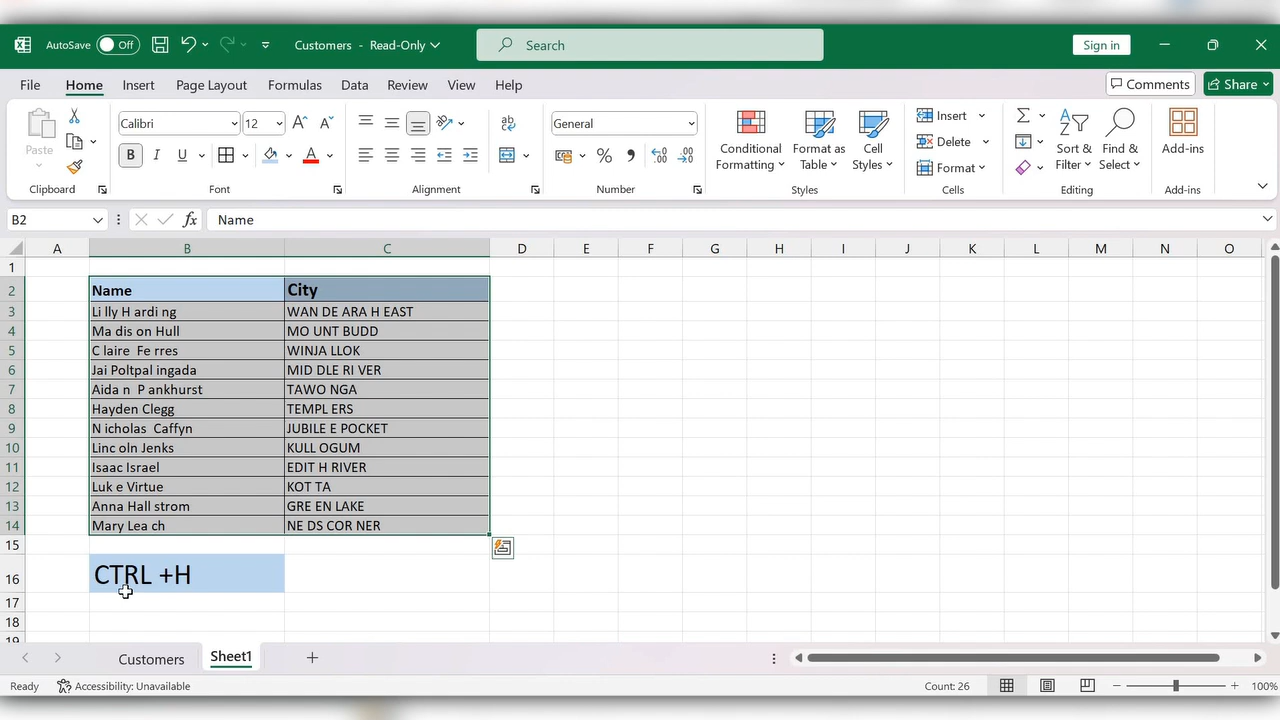 AutoSave Off Customers - Read-Only Search Sign in
File Home Insert Page Layout Formulas Data Review View Help Comments Share
Paste Calibri 12 General Conditional Formatting Format as Table Cell Styles Insert Delete Format Sort & Filter Find & Select Add-ins
B I U
Clipboard Font Alignment Number Styles Cells Editing Add-ins
B2 fx Name
A B C D E F G H I J K L M N O
1
2 Name City
3 Li lly H ardi ng WAN DE ARA H EAST
4 Ma dis on Hull MO UNT BUDD
5 C laire  Fe rres WINJA LLOK
6 Jai Poltpal ingada MID DLE RI VER
7 Aida n  P ankhurst TAWO NGA
8 Hayden Clegg TEMPL ERS
9 N icholas  Caffyn JUBILE E POCKET
10 Linc oln Jenks KULL OGUM
11 Isaac Israel EDIT H RIVER
12 Luk e Virtue KOT TA
13 Anna Hall strom GRE EN LAKE
14 Mary Lea ch NE DS COR NER
15
16 CTRL +H
17
18
19
Customers Sheet1
Ready Accessibility: Unavailable Count: 26 100%